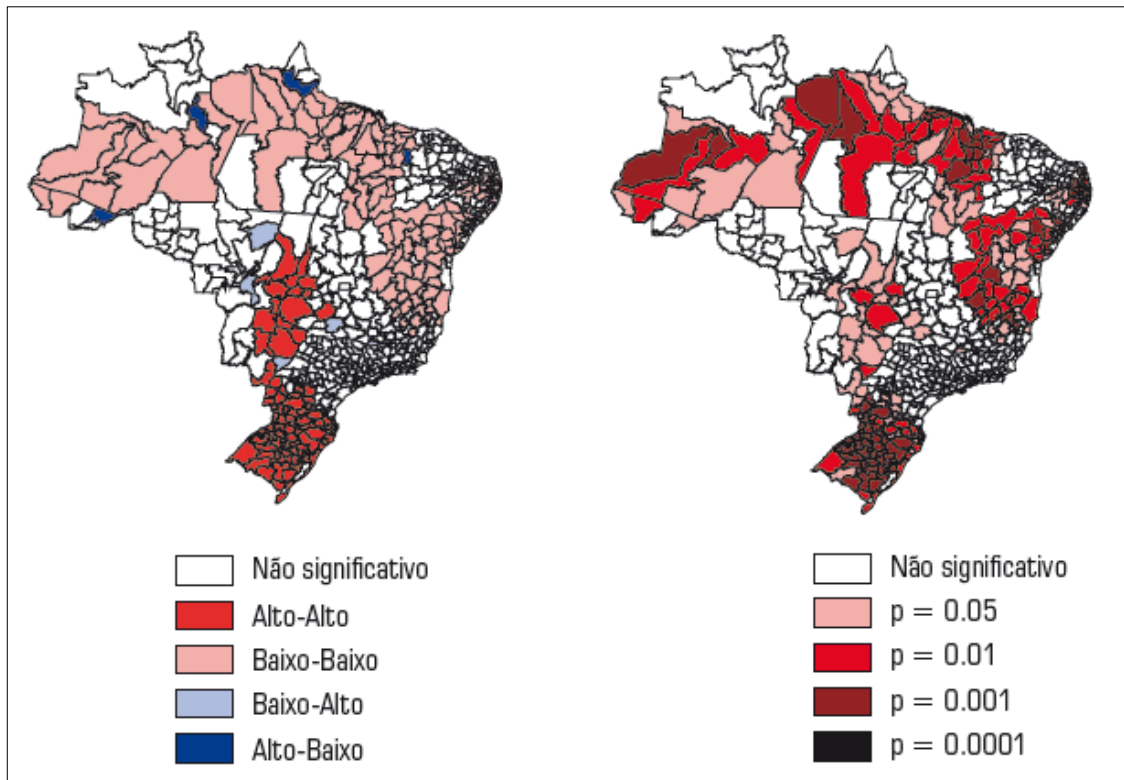 Não significativo
Alto-Alto
Baixo-Baixo
Baixo-Alto
Alto-Baixo
Não significativo
p = 0.05
p = 0.01
p = 0.001
p = 0.0001